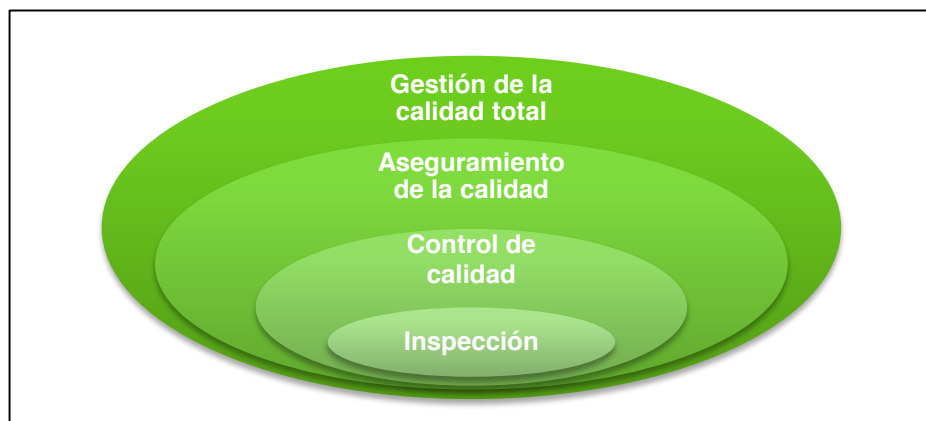 Gestión de la
calidad total
Aseguramiento
de la calidad
Control de
calidad
Inspección